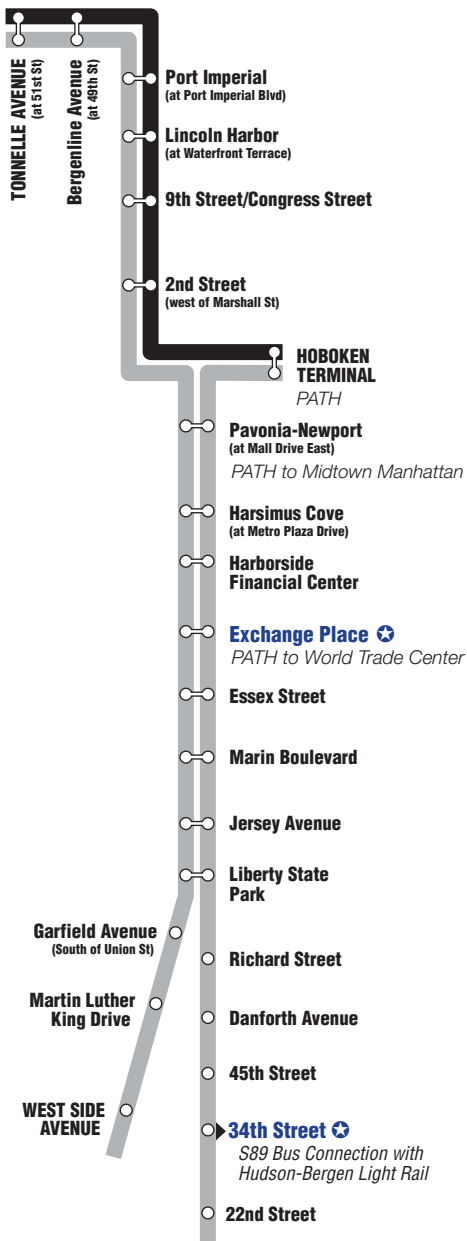 TONNELLE AVENUE
(at 51st St)
Bergenline Avenue
(at 49th St)
Port Imperial
(at Port Imperial Blvd)
Lincoln Harbor
(at Waterfront Terrace)
9th Street/Congress Street
2nd Street
(west of Marshall St)
HOBOKEN
TERMINAL
PATH
Pavonia-Newport
(at Mall Drive East)
PATH to Midtown Manhattan
Harsimus Cove
(at Metro Plaza Drive)
Harborside
Financial Center
Exchange Place
PATH to World Trade Center
Essex Street
Marin Boulevard
Jersey Avenue
Liberty State
Park
Garfield Avenue
(South of Union St)
Richard Street
Martin Luther
King Drive
Danforth Avenue
45th Street
WEST SIDE
AVENUE
34th Street
S89 Bus Connection with
Hudson-Bergen Light Rail
22nd Street